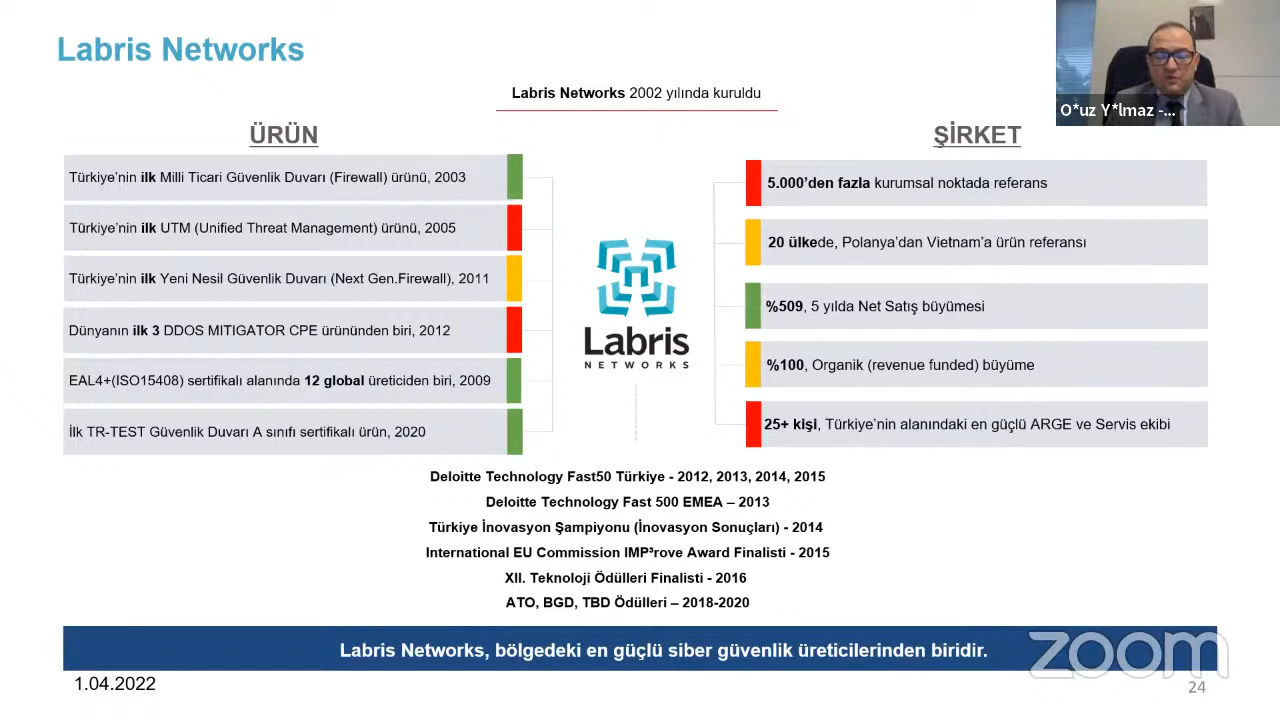 Labris Networks
O*uz Y*lmaz -...
Labris Networks 2002 yılında kuruldu
ÜRÜN
Türkiye'nin ilk Milli Ticari Güvenlik Duvarı (Firewall) ürünü, 2003
Türkiye'nin ilk UTM (Unified Threat Management) ürünü, 2005
Türkiye'nin ilk Yeni Nesil Güvenlik Duvarı (Next Gen.Firewall), 2011
Dünyanın ilk 3 DDOS MITIGATOR CPE ürününden biri, 2012
EAL4+(ISO15408) sertifikalı alanında 12 global üreticiden biri, 2009
İlk TR-TEST Güvenlik Duvarı A sınıfı sertifikalı ürün, 2020
Labris
NETWORKS
ŞİRKET
5.000'den fazla kurumsal noktada referans
20 ülkede, Polanya'dan Vietnam'a ürün referansı
%509, 5 yılda Net Satış büyümesi
%100, Organik (revenue funded) büyüme
25+ kişi, Türkiye'nin alanındaki en güçlü ARGE ve Servis ekibi
Deloitte Technology Fast50 Türkiye - 2012, 2013, 2014, 2015
Deloitte Technology Fast 500 EMEA – 2013
Türkiye İnovasyon Şampiyonu (İnovasyon Sonuçları) - 2014
International EU Commission IMP³rove Award Finalisti - 2015
XII. Teknoloji Ödülleri Finalisti - 2016
ATO, BGD, TBD Ödülleri – 2018-2020
Labris Networks, bölgedeki en güçlü siber güvenlik üreticilerinden biridir.
zoom
1.04.2022
24